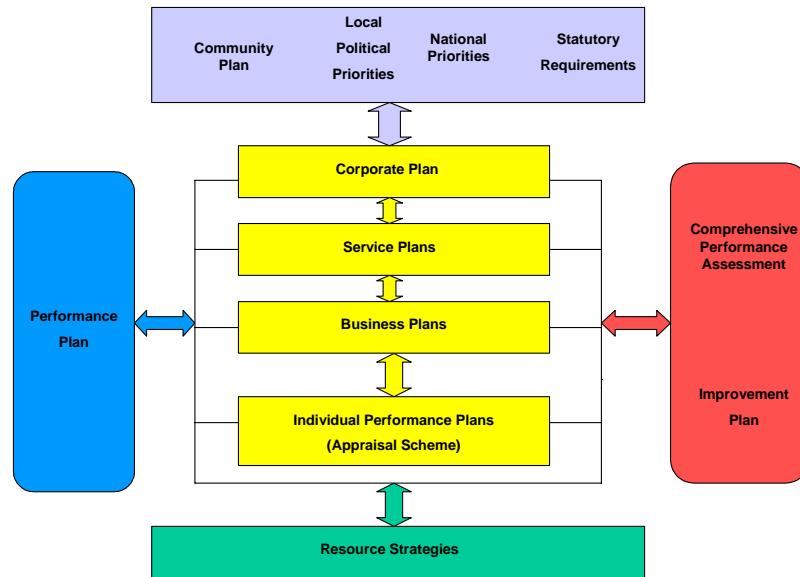 Community
Plan
Local
Political
Priorities
National
Priorities
Statutory
Requirements
Corporate Plan
Service Plans
Business Plans
Individual Performance Plans
(Appraisal Scheme)
Performance
Plan
Comprehensive
Performance
Assessment
Improvement
Plan
Resource Strategies